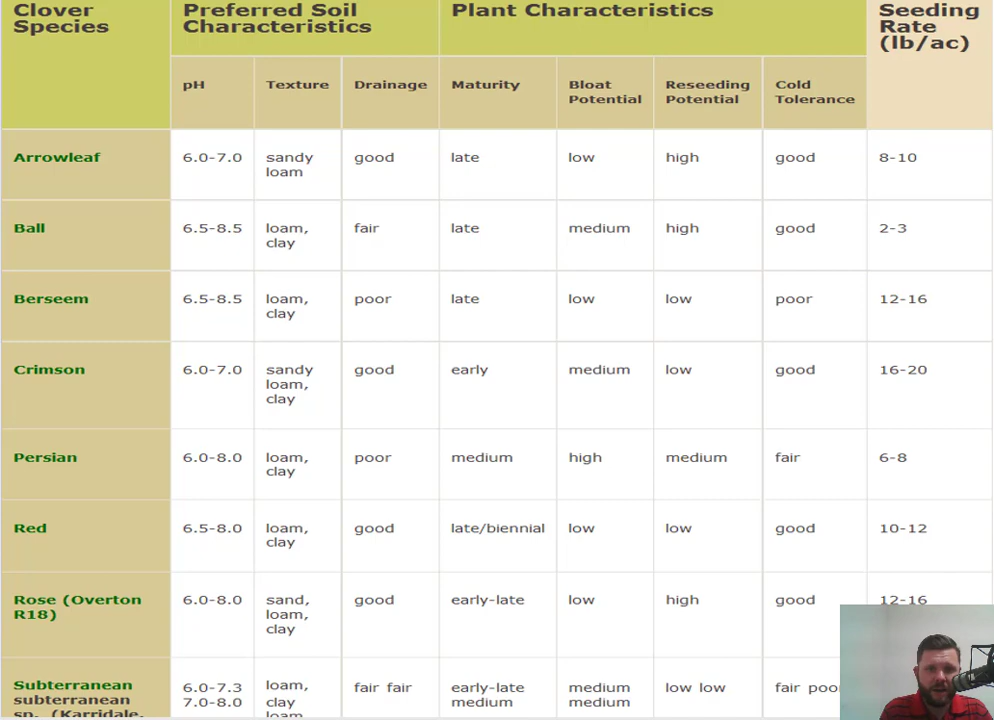 Clover Species
Preferred Soil Characteristics
Plant Characteristics
Seeding Rate (lb/ac)
pH
Texture
Drainage
Maturity
Bloat Potential
Reseeding Potential
Cold Tolerance
Arrowleaf 6.0-7.0 sandy loam good late low high good 8-10
Ball 6.5-8.5 loam, clay fair late medium high good 2-3
Berseem 6.5-8.5 loam, clay poor late low low poor 12-16
Crimson 6.0-7.0 sandy loam, clay good early medium low good 16-20
Persian 6.0-8.0 loam, clay poor medium high medium fair 6-8
Red 6.5-8.0 loam, clay good late/biennial low low good 10-12
Rose (Overton R18) 6.0-8.0 sand, loam, clay good early-late low high good 12-16
Subterranean 6.0-7.3 loam, fair fair early-late medium low low fair
subterranean 7.0-8.0 clay medium medium
sp. (Karridale, loam